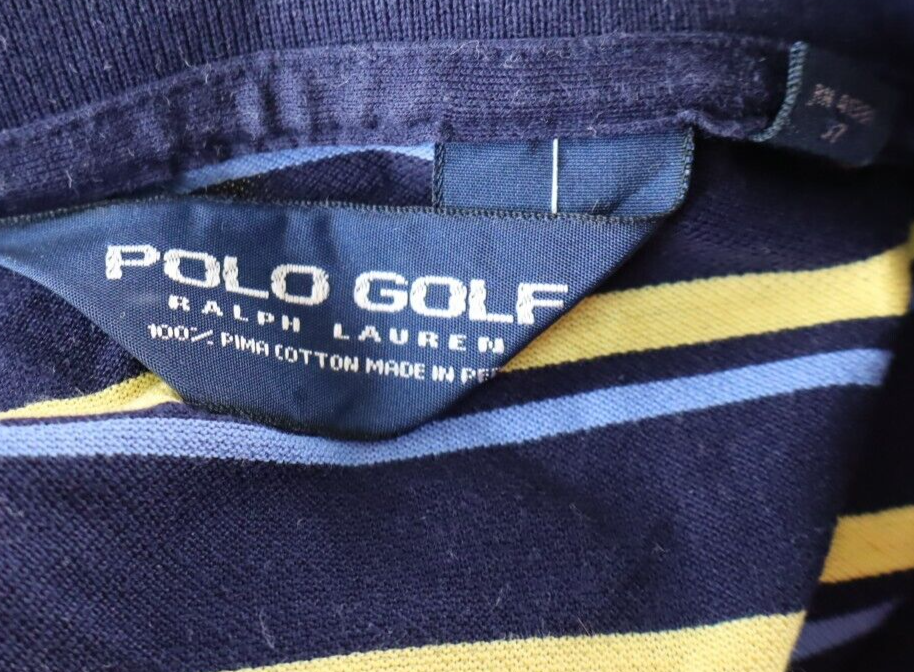 POLO GOLF
RALPH LAUREN
100% PIMA COTTON MADE IN